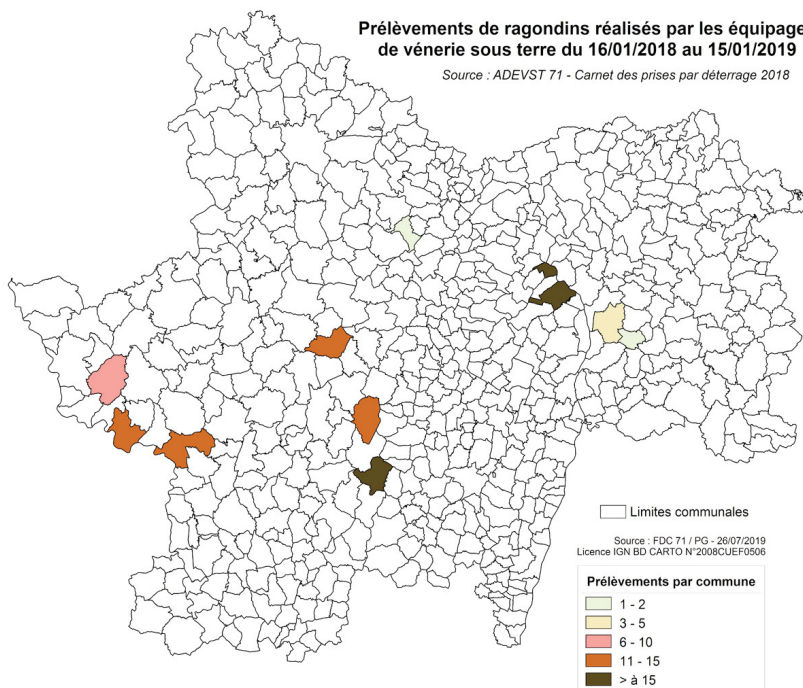 Prélèvements de ragondins réalisés par les équipage
de vénerie sous terre du 16/01/2018 au 15/01/2019
Source : ADEVST 71 - Carnet des prises par déterrage 2018
Limites communales
Source : FDC 71 / PG - 26/07/2019
Licence IGN BD CARTO N°2008CUEF0506
Prélèvements par commune
1 - 2
3 - 5
6 - 10
11 - 15
> à 15